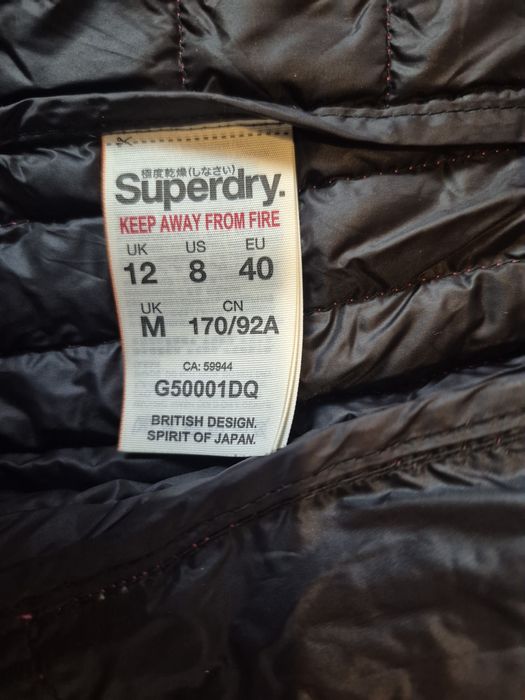 極度乾燥(しなさい)
Superdry.
KEEP AWAY FROM FIRE
UK US EU
12 8 40
UK CN
M 170/92A
CA: 59944
G50001DQ
BRITISH DESIGN.
SPIRIT OF JAPAN.